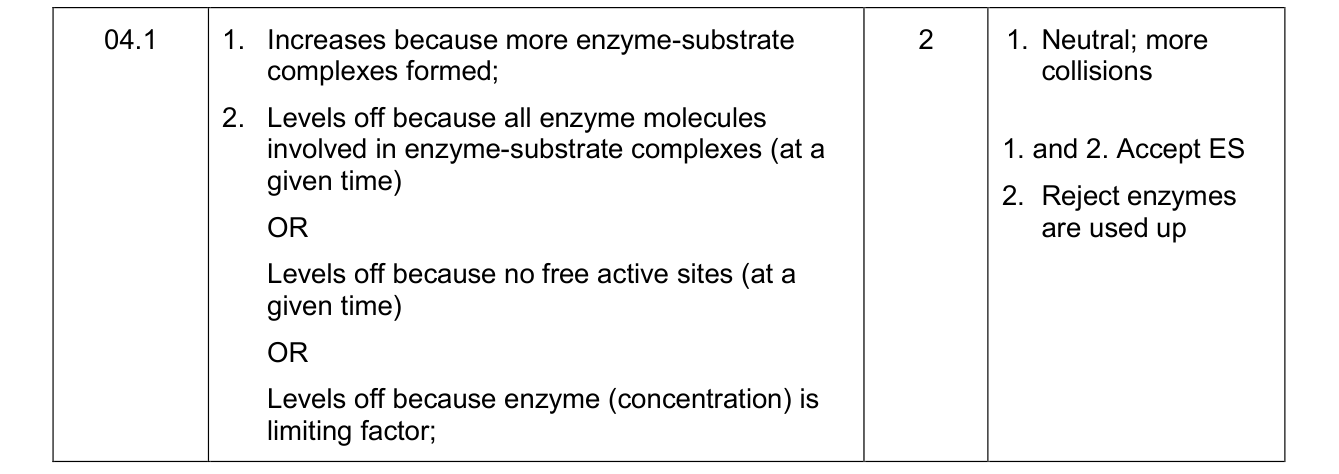 04.1
1. Increases because more enzyme-substrate
complexes formed;
2. Levels off because all enzyme molecules
involved in enzyme-substrate complexes (at a
given time)
OR
Levels off because no free active sites (at a
given time)
OR
Levels off because enzyme (concentration) is
limiting factor;
2
1. Neutral; more
collisions
1. and 2. Accept ES
2. Reject enzymes
are used up